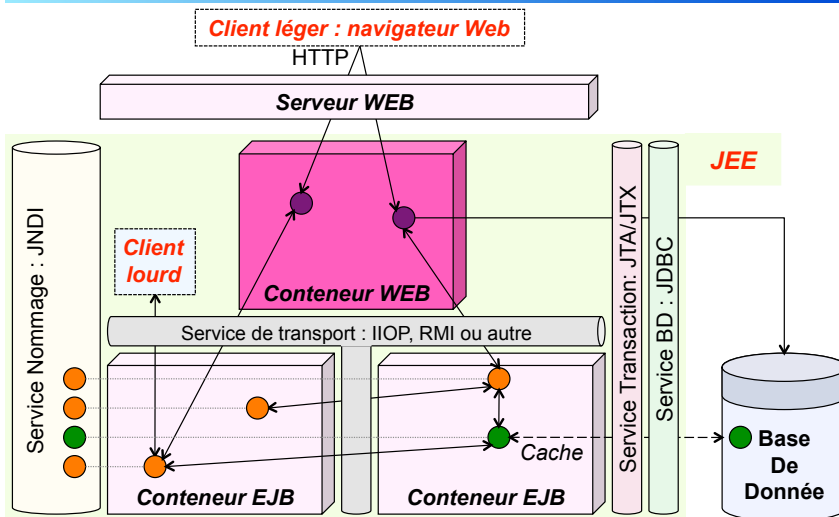 Client léger : navigateur Web
HTTP
Serveur WEB
JEE
Service Nommage : JNDI
Client
lourd
Conteneur WEB
Service de transport : IIOP, RMI ou autre
Service Transaction: JTA/JTX
Service BD : JDBC
Cache
Conteneur EJB
Conteneur EJB
Base
De
Donnée